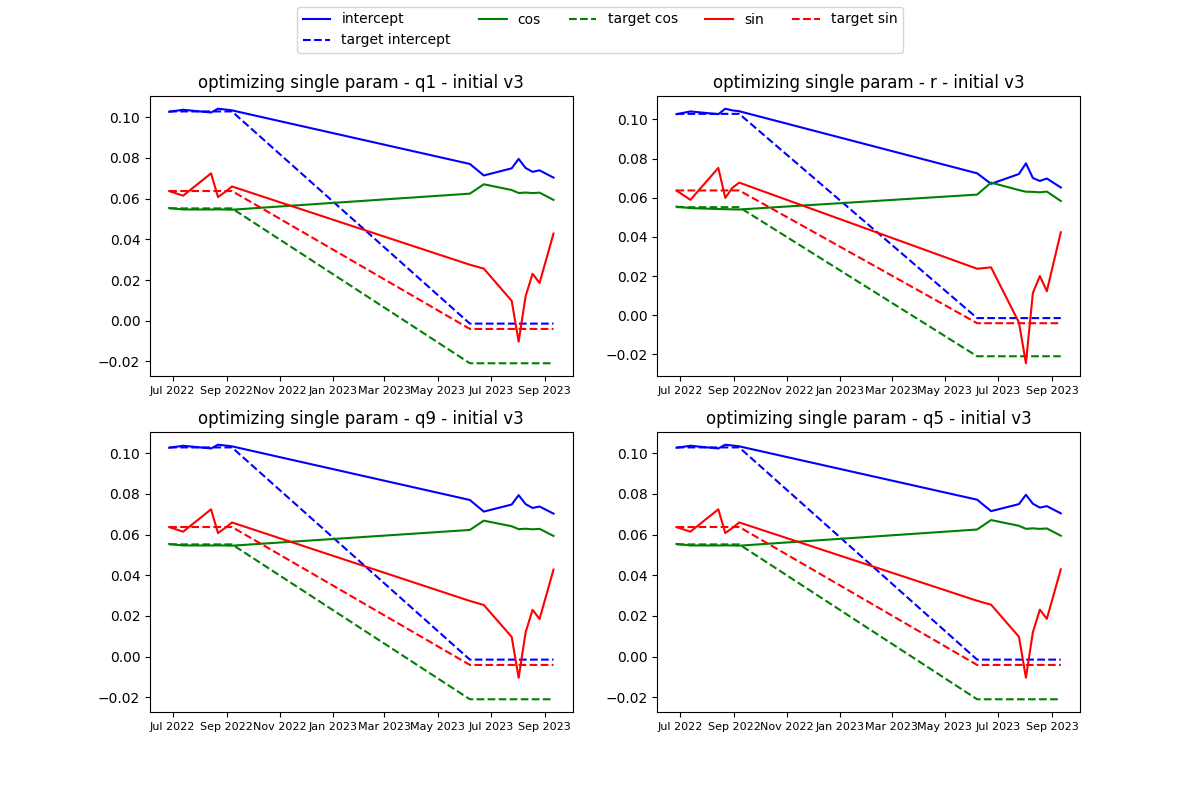 intercept cos target cos sin target sin
target intercept
optimizing single param - q1 - initial v3
0.10
0.08
0.06
0.04
0.02
0.00
−0.02
Jul 2022 Sep 2022 Nov 2022 Jan 2023 Mar 2023 May 2023 Jul 2023 Sep 2023
optimizing single param - r - initial v3
0.10
0.08
0.06
0.04
0.02
0.00
−0.02
Jul 2022 Sep 2022 Nov 2022 Jan 2023 Mar 2023 May 2023 Jul 2023 Sep 2023
optimizing single param - q9 - initial v3
0.10
0.08
0.06
0.04
0.02
0.00
−0.02
Jul 2022 Sep 2022 Nov 2022 Jan 2023 Mar 2023 May 2023 Jul 2023 Sep 2023
optimizing single param - q5 - initial v3
0.10
0.08
0.06
0.04
0.02
0.00
−0.02
Jul 2022 Sep 2022 Nov 2022 Jan 2023 Mar 2023 May 2023 Jul 2023 Sep 2023